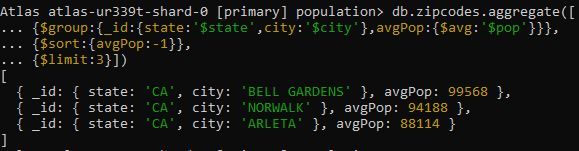 Atlas atlas-ur339t-shard-0 [primary] population> db.zipcodes.aggregate([
... {$group:{_id:{state:'$state',city:'$city'},avgPop:{$avg:'$pop'}}},
... {$sort:{avgPop:-1}},
... {$limit:3}])
[
  { _id: { state: 'CA', city: 'BELL GARDENS' }, avgPop: 99568 },
  { _id: { state: 'CA', city: 'NORWALK' }, avgPop: 94188 },
  { _id: { state: 'CA', city: 'ARLETA' }, avgPop: 88114 }
]